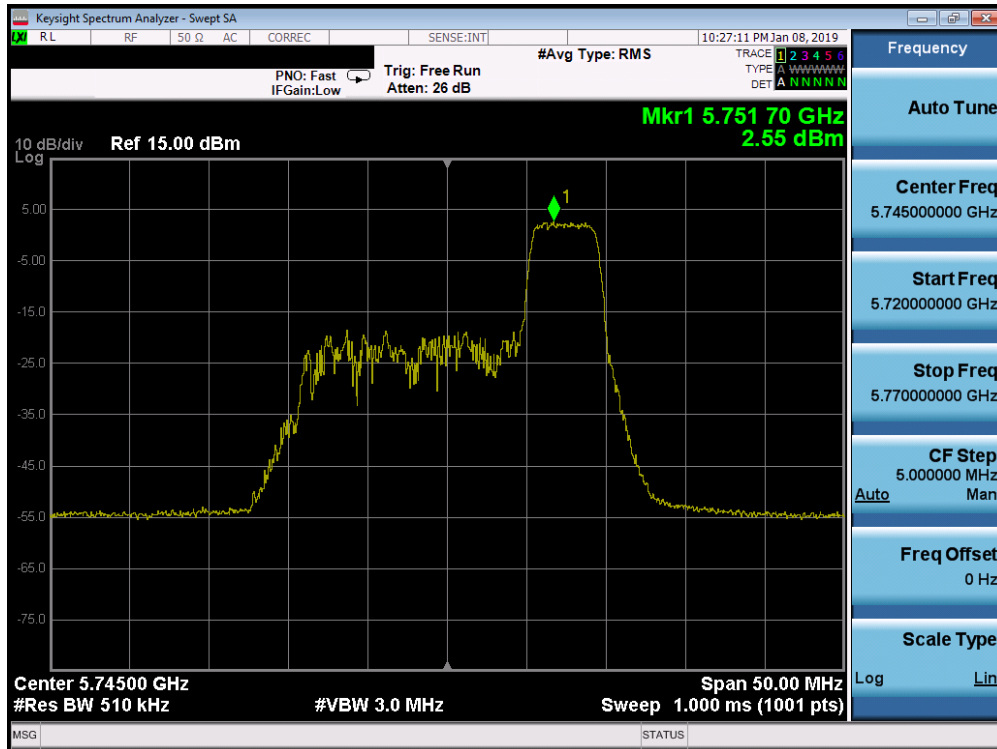 Keysight Spectrum Analyzer - Swept SA
LXI RL RF 50 Ω AC CORREC SENSE:INT 10:27:11 PM Jan 08, 2019
#Avg Type: RMS
TRACE 1 2 3 4 5 6
TYPE A WWWWW
DET A N N N N N
PNO: Fast
IFGain:Low
Trig: Free Run
Atten: 26 dB
Mkr1 5.751 70 GHz
2.55 dBm
10 dB/div
Log
Ref 15.00 dBm
1
5.00
-5.00
-15.0
-25.0
-35.0
-45.0
-55.0
-65.0
-75.0
Center 5.74500 GHz
#Res BW 510 kHz
#VBW 3.0 MHz
Span 50.00 MHz
Sweep 1.000 ms (1001 pts)
MSG
STATUS
Frequency
Auto Tune
Center Freq
5.745000000 GHz
Start Freq
5.720000000 GHz
Stop Freq
5.770000000 GHz
CF Step
5.000000 MHz
Auto Man
Freq Offset
0 Hz
Scale Type
Log Lin